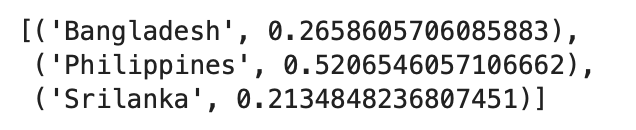 [('Bangladesh', 0.2658605706085883),
('Philippines', 0.5206546057106662),
('Srilanka', 0.2134848236807451)]